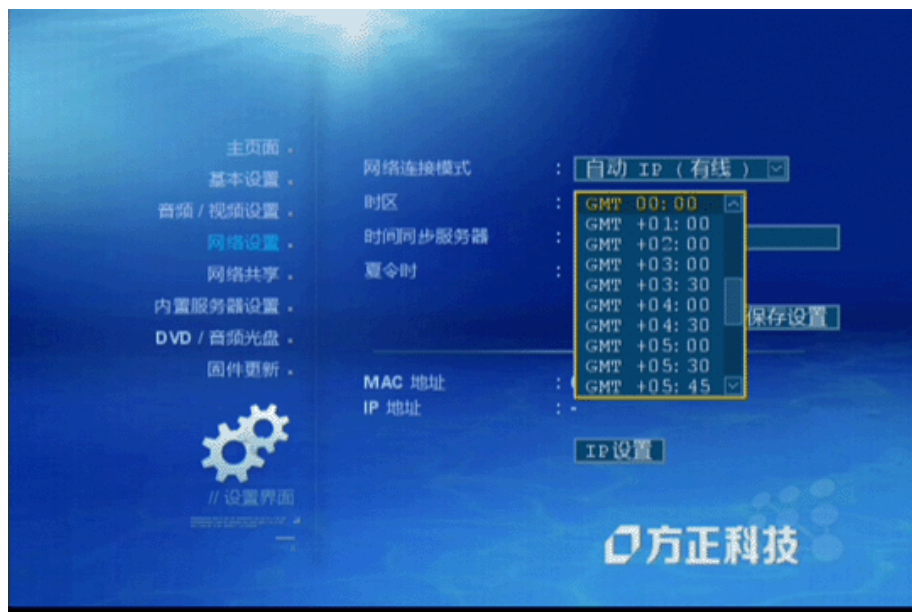 主页面
基本设置
音频 / 视频设置
网络设置
网络共享
内置服务器设置
DVD / 音频光盘
固件更新
// 设置界面
网络连接模式 : 自动 IP ( 有线 )
时区 :
时间同步服务器 :
夏令时 :
GMT 00:00
GMT +01:00
GMT +02:00
GMT +03:00
GMT +03:30
GMT +04:00
GMT +04:30
GMT +05:00
GMT +05:30
GMT +05:45
保存设置
MAC 地址 :
IP 地址 : -
IP设置
方正科技